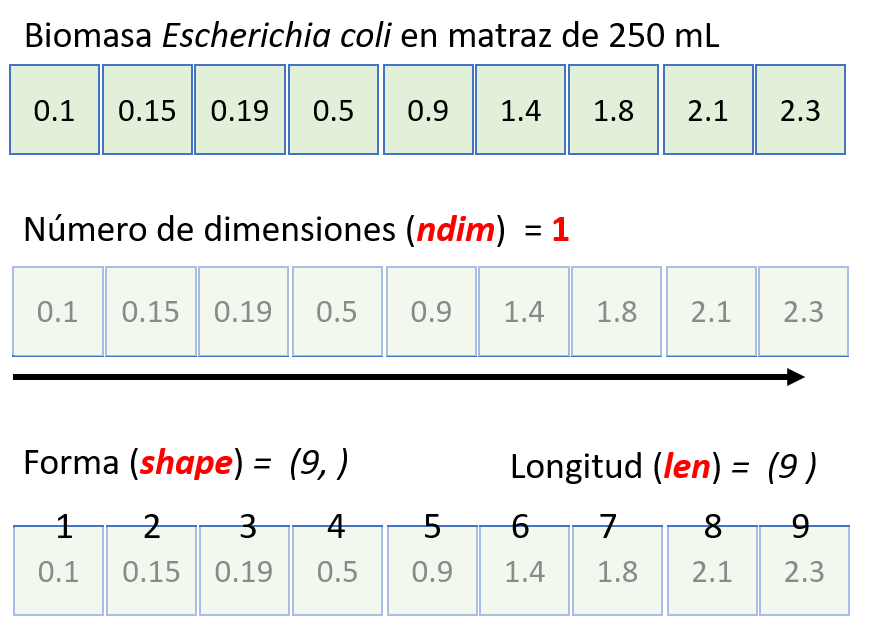 Biomasa Escherichia coli en matraz de 250 mL
0.1 0.15 0.19 0.5 0.9 1.4 1.8 2.1 2.3
Número de dimensiones (ndim) = 1
0.1 0.15 0.19 0.5 0.9 1.4 1.8 2.1 2.3
Forma (shape) = (9, )
Longitud (len) = (9 )
1 2 3 4 5 6 7 8 9
0.1 0.15 0.19 0.5 0.9 1.4 1.8 2.1 2.3